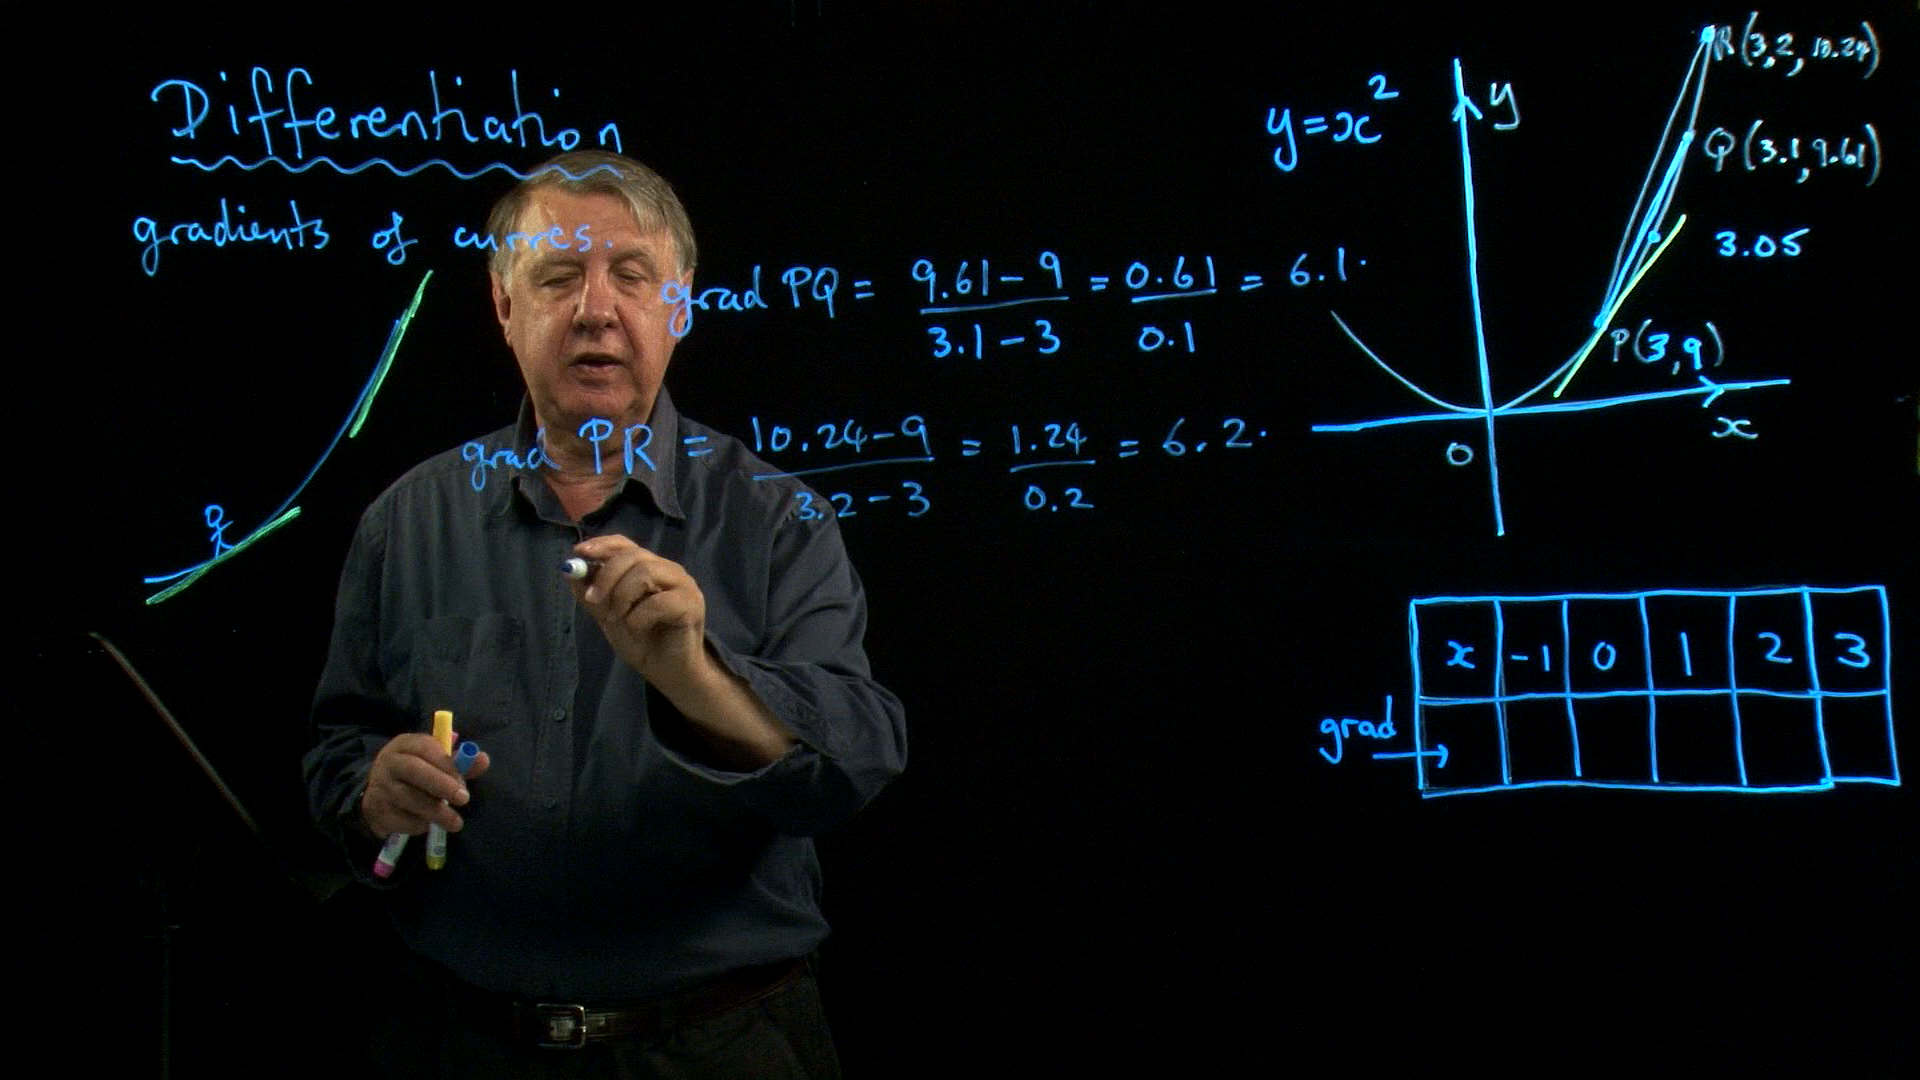 Differentiation
gradients of curves.
grad PQ = 9.61 - 9 / 3.1 - 3 = 0.61 / 0.1 = 6.1.
grad PR = 10.24 - 9 / 3.2 - 3 = 1.24 / 0.2 = 6.2.
y = x²
y
R (3.2, 10.24)
Q (3.1, 9.61)
3.05
P (3, 9)
x
0
x -1 0 1 2 3
grad →